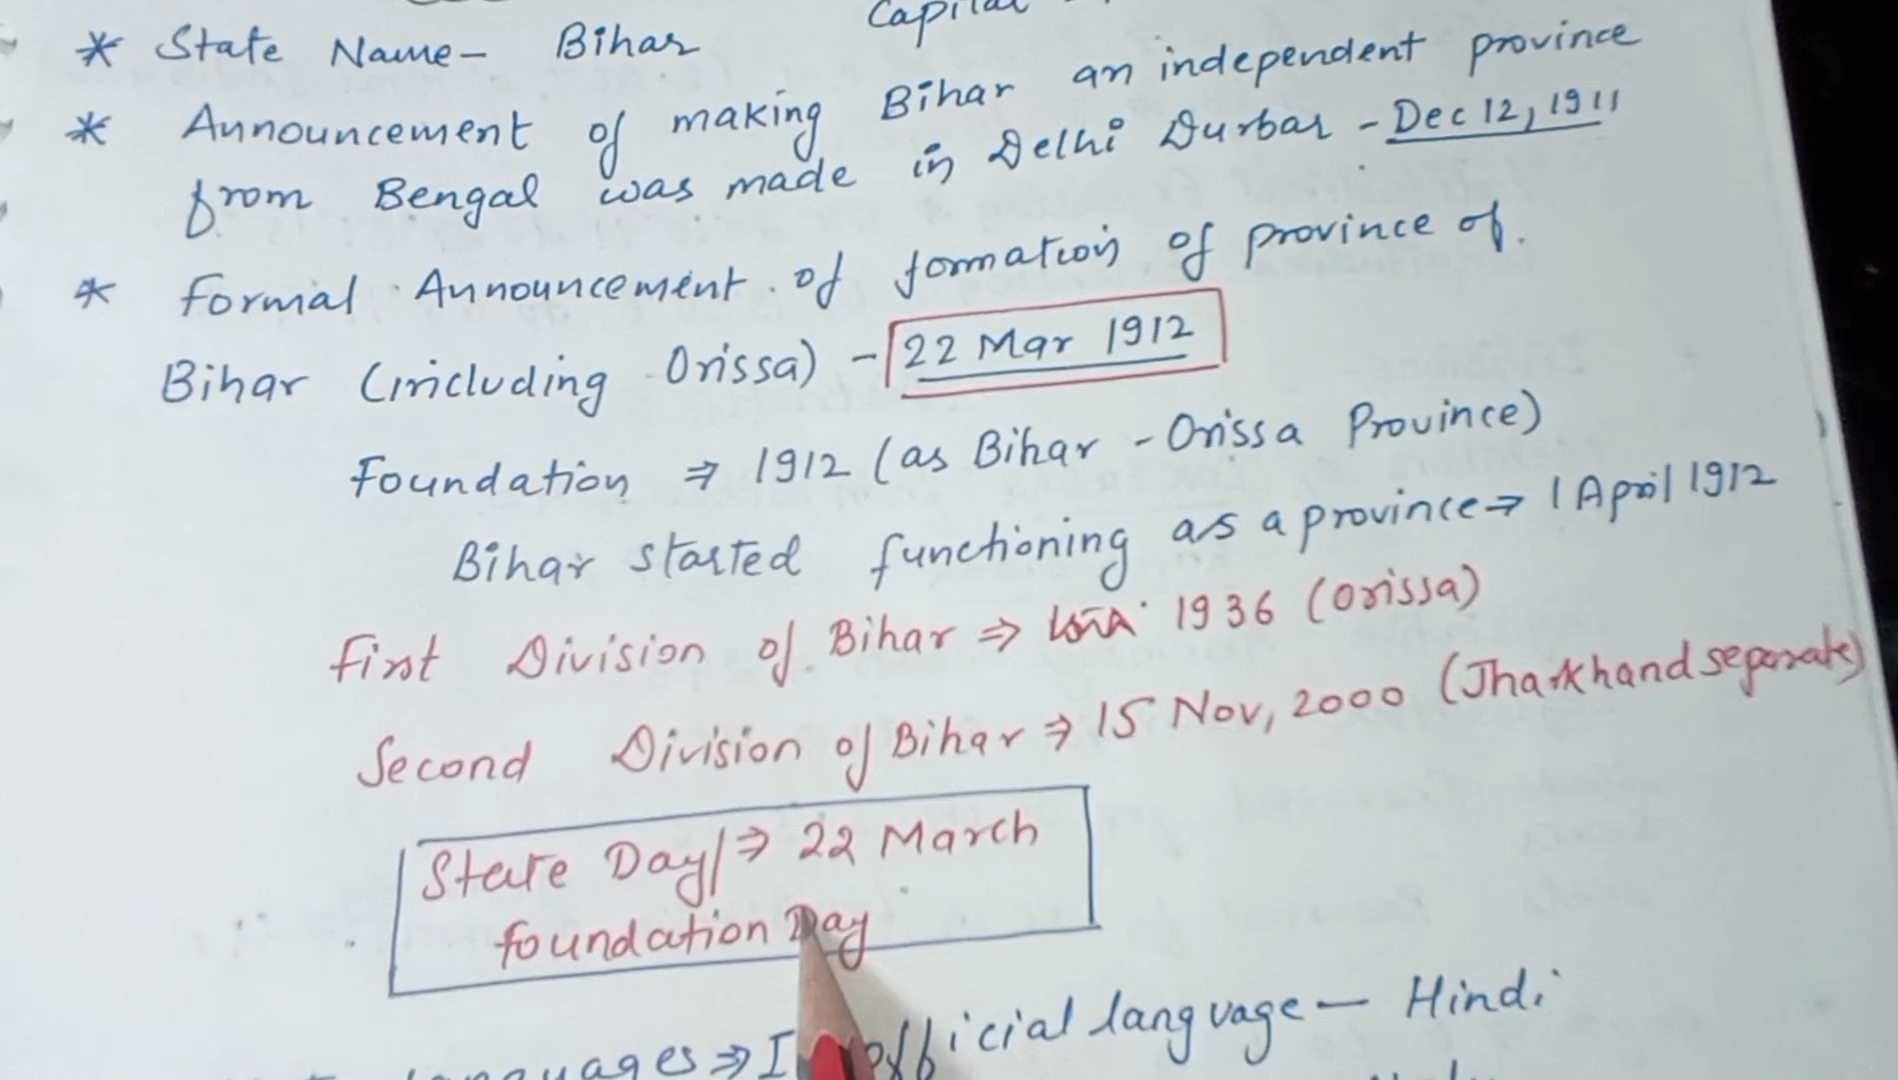 Capital
* State Name - Bihar
* Announcement of making Bihar an independent province
from Bengal was made in Delhi Durbar - Dec 12, 1911
* Formal Announcement of formation of province of
Bihar (including Orissa) - 22 Mar 1912
Foundation ⇒ 1912 (as Bihar - Orissa Province)
Bihar started functioning as a province → 1 April 1912
First Division of Bihar ⇒ 1936 (Orissa)
Second Division of Bihar ⇒ 15 Nov, 2000 (Jharkhand separate)
State Day/ ⇒ 22 March
Foundation Day
official language - Hindi